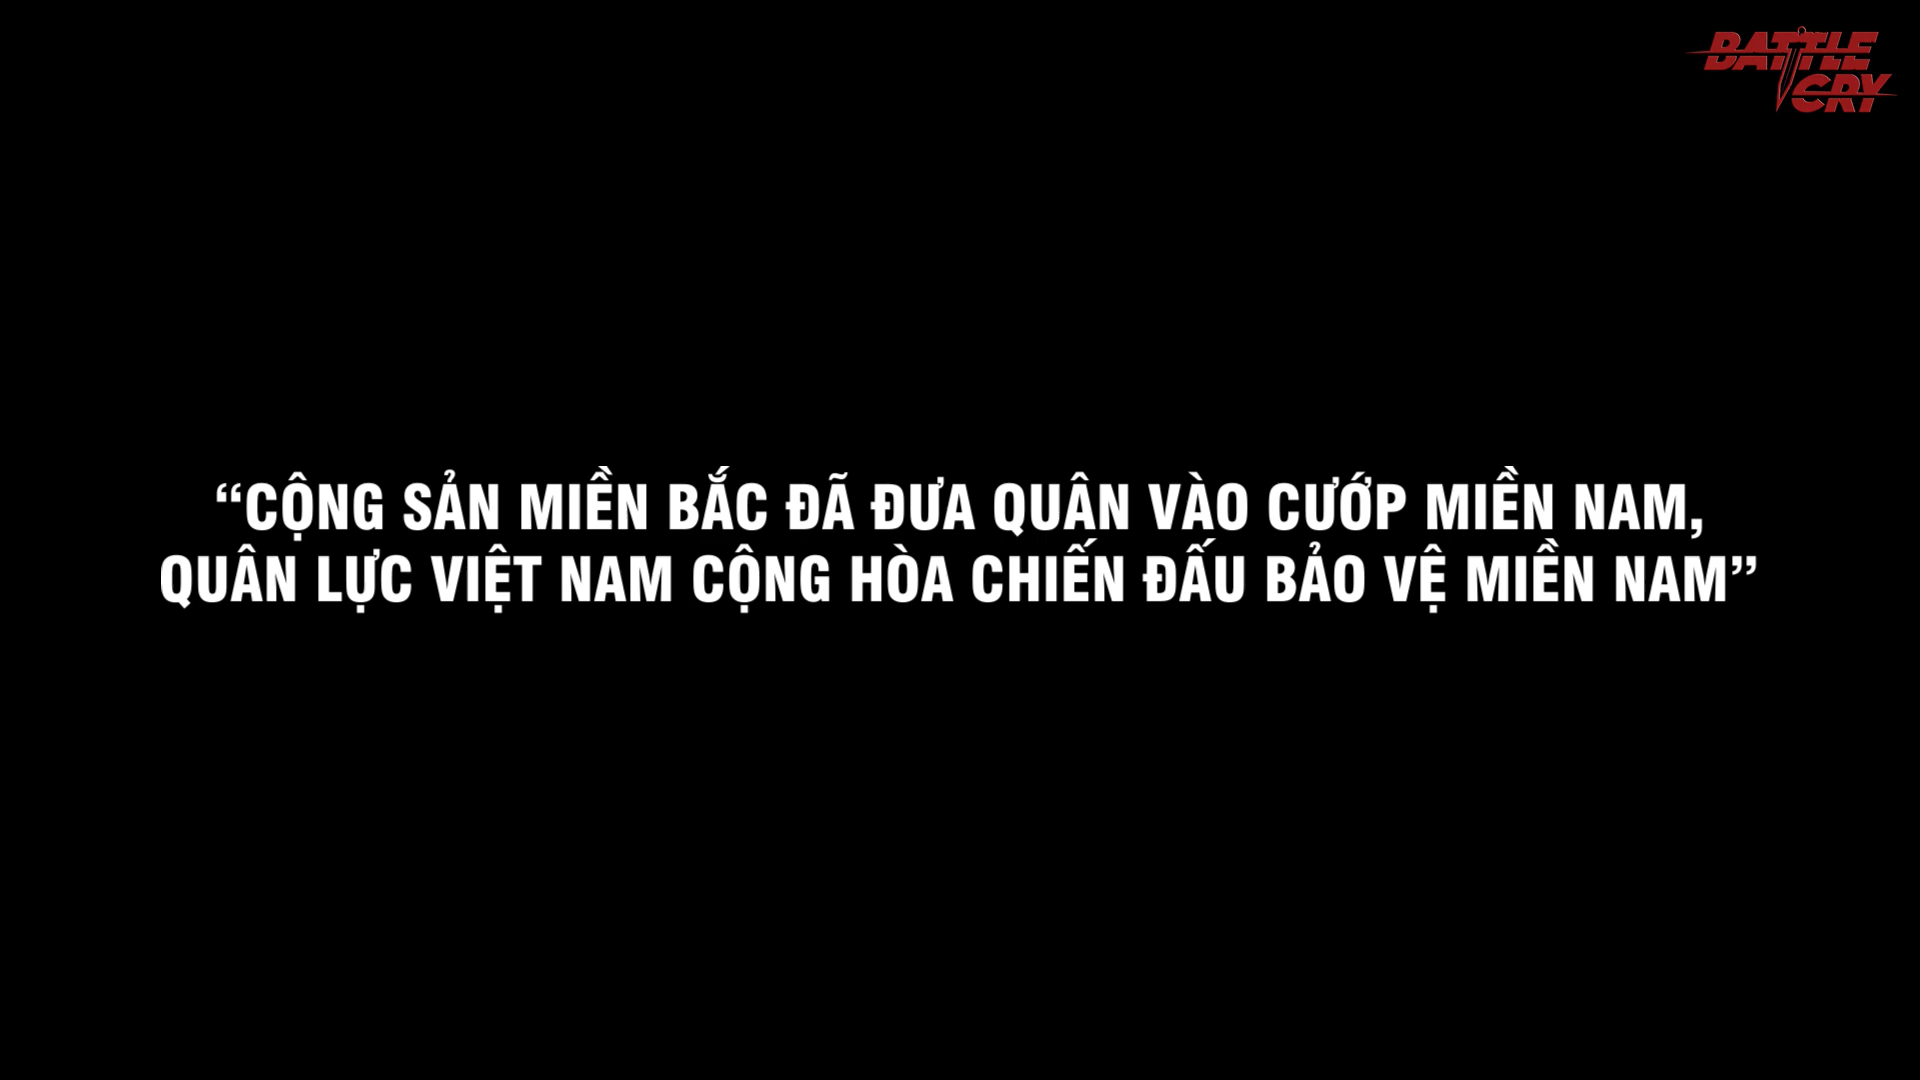 BATTLE
CRY
“CỘNG SẢN MIỀN BẮC ĐÃ ĐƯA QUÂN VÀO CƯỚP MIỀN NAM,
QUÂN LỰC VIỆT NAM CỘNG HÒA CHIẾN ĐẤU BẢO VỆ MIỀN NAM”